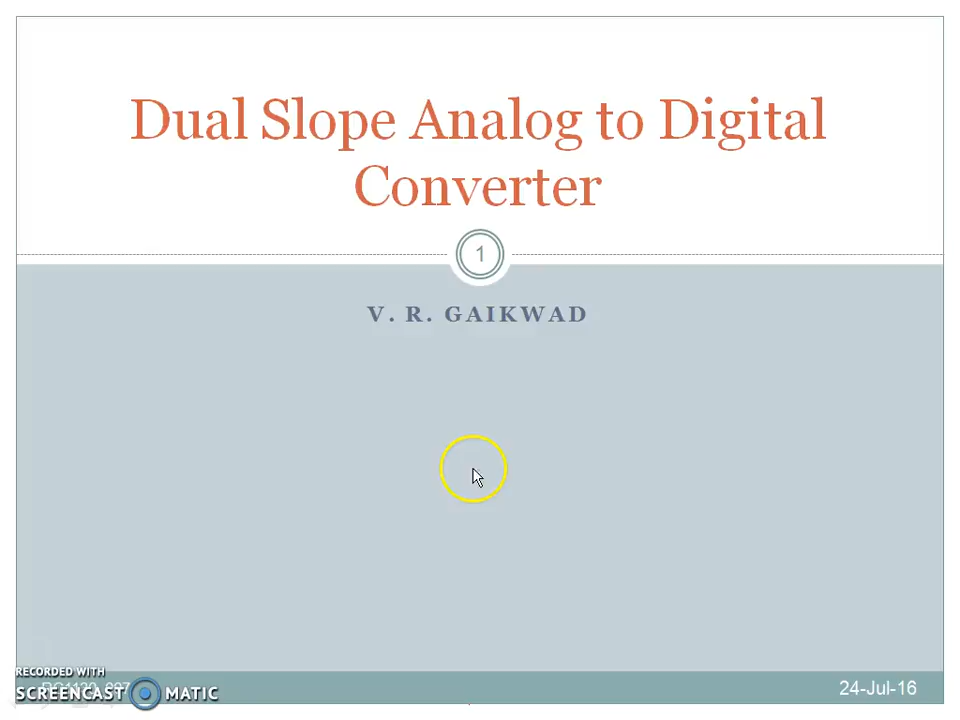 Dual Slope Analog to Digital
Converter
1
V. R. GAIKWAD
RECORDED WITH
SCREENCAST MATIC
24-Jul-16